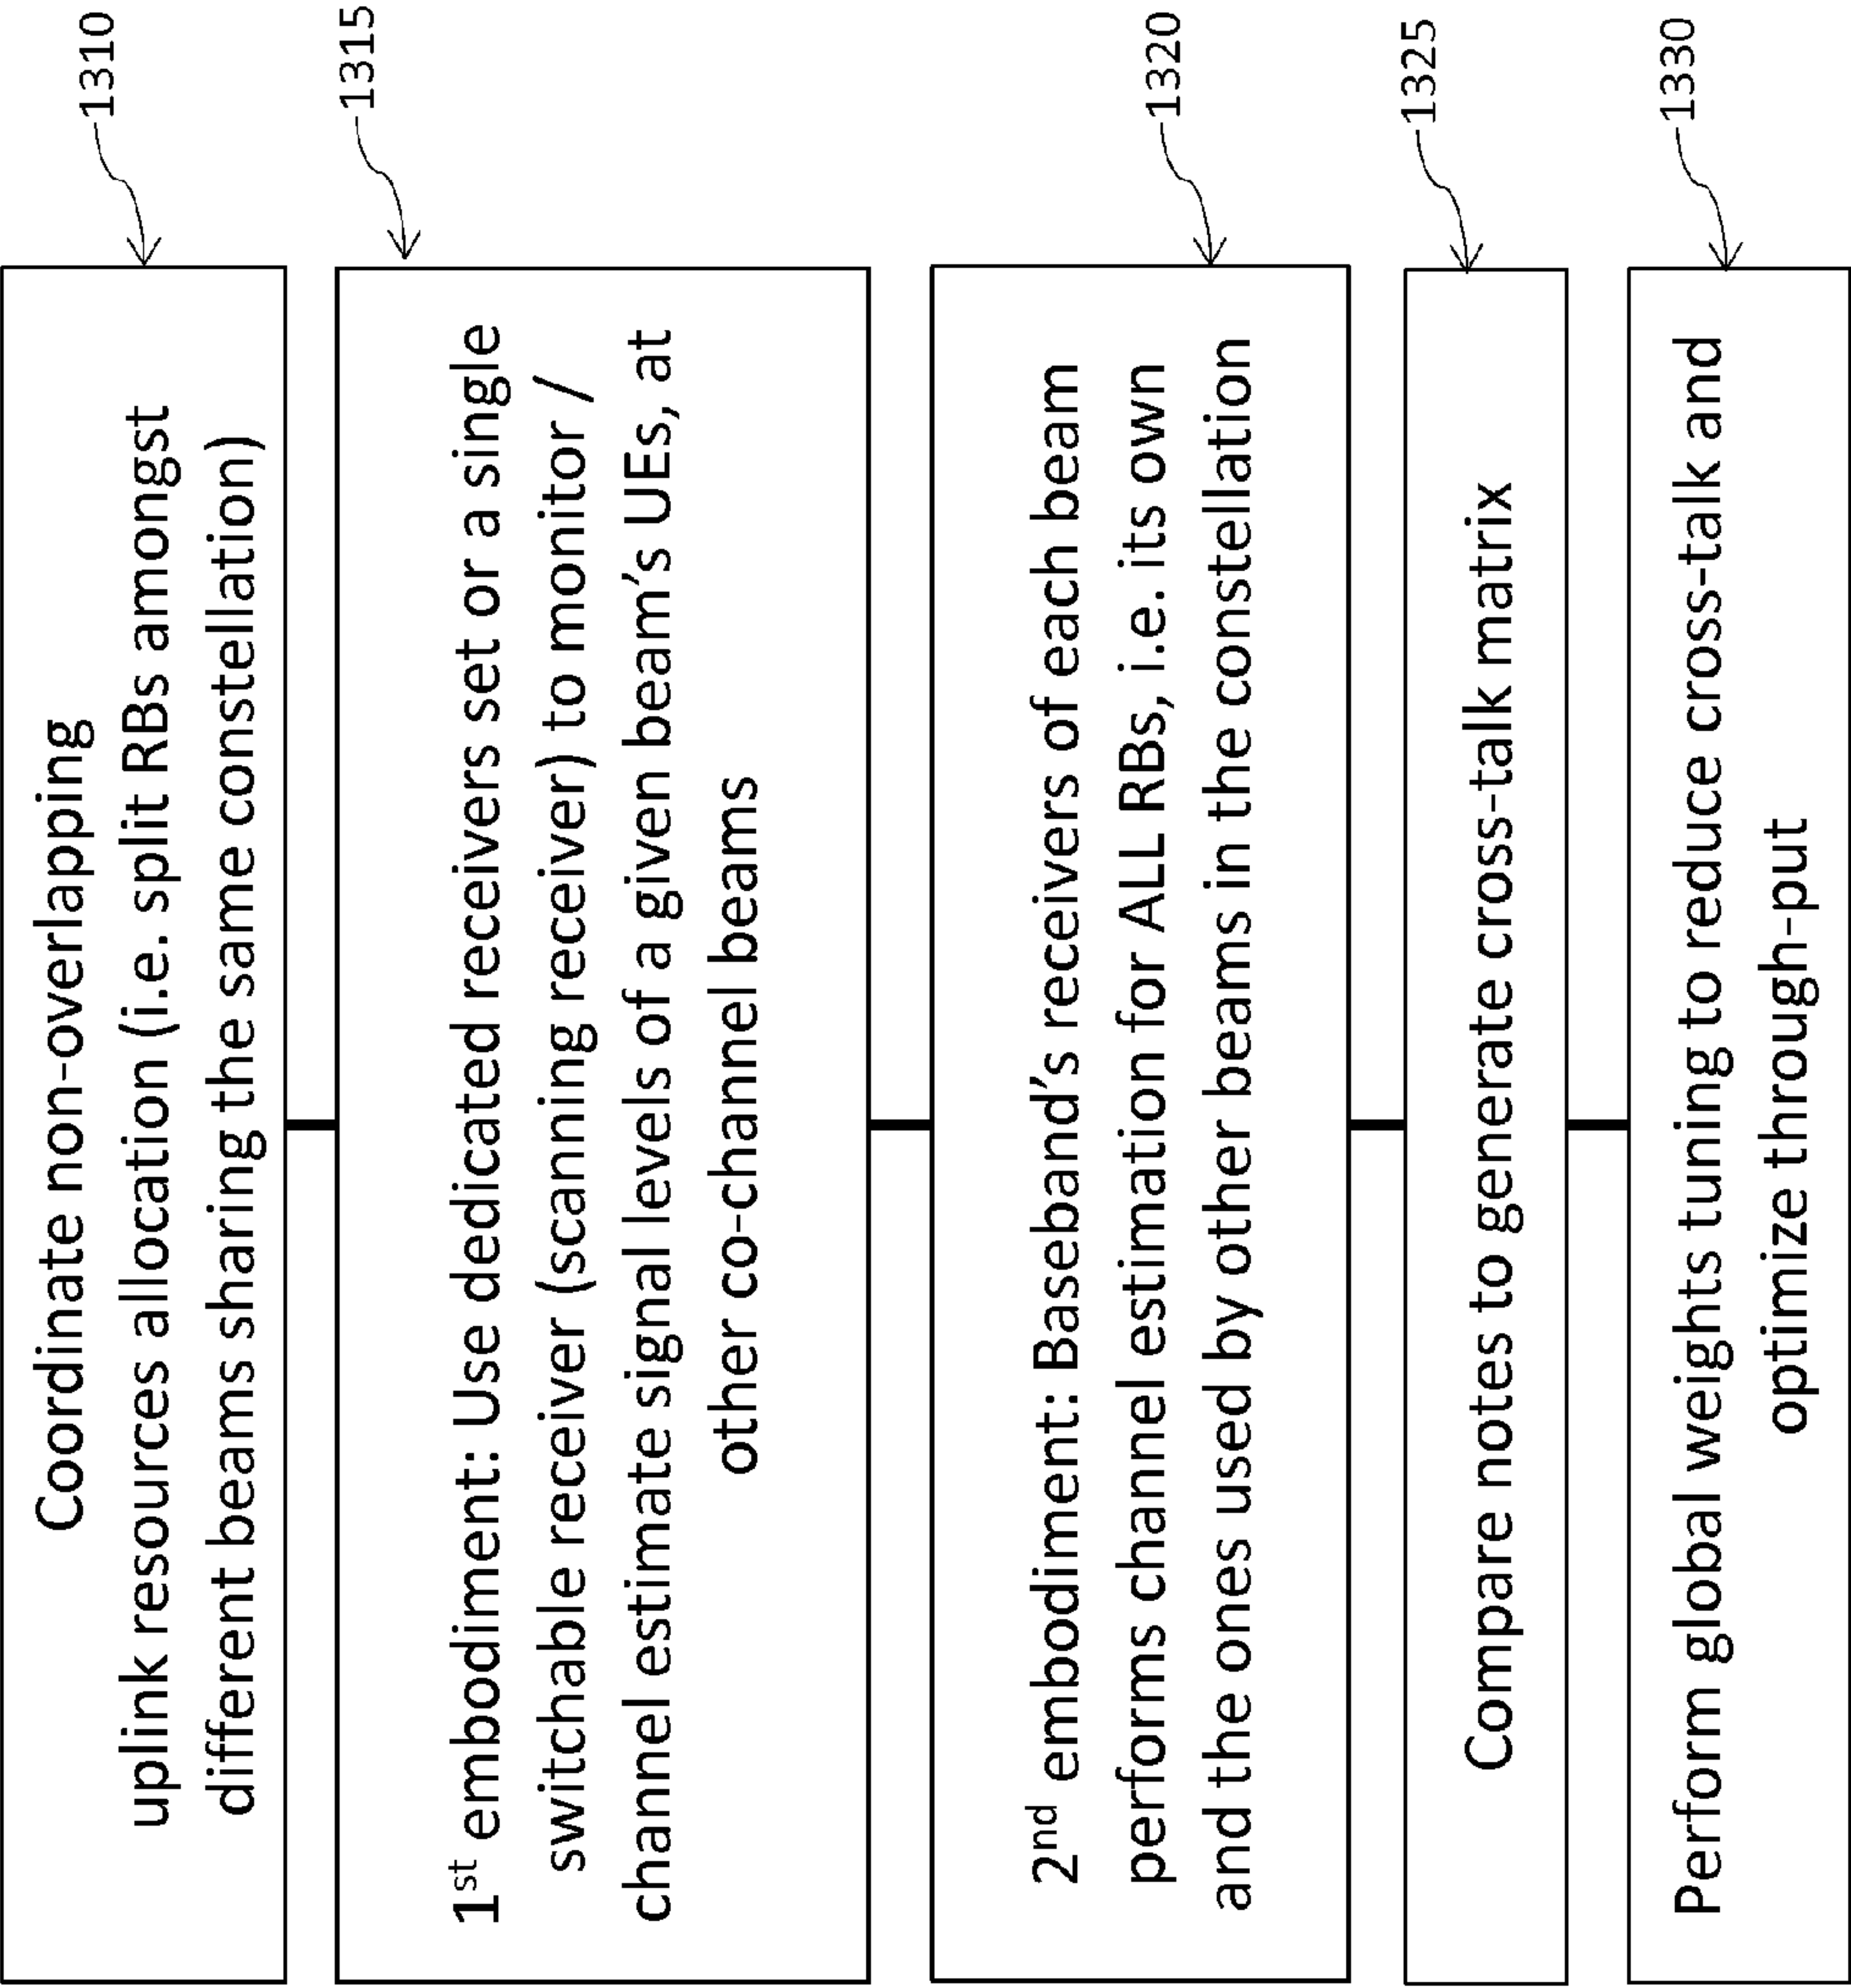 Coordinate non-overlapping
uplink resources allocation (i.e. split RBs amongst
different beams sharing the same constellation)
1310
1st embodiment: Use dedicated receivers set or a single
switchable receiver (scanning receiver) to monitor /
channel estimate signal levels of a given beam's UEs, at
other co-channel beams
1315
2nd embodiment: Baseband's receivers of each beam
performs channel estimation for ALL RBs, i.e. its own
and the ones used by other beams in the constellation
1320
Compare notes to generate cross-talk matrix
1325
Perform global weights tuning to reduce cross-talk and
optimize through-put
1330